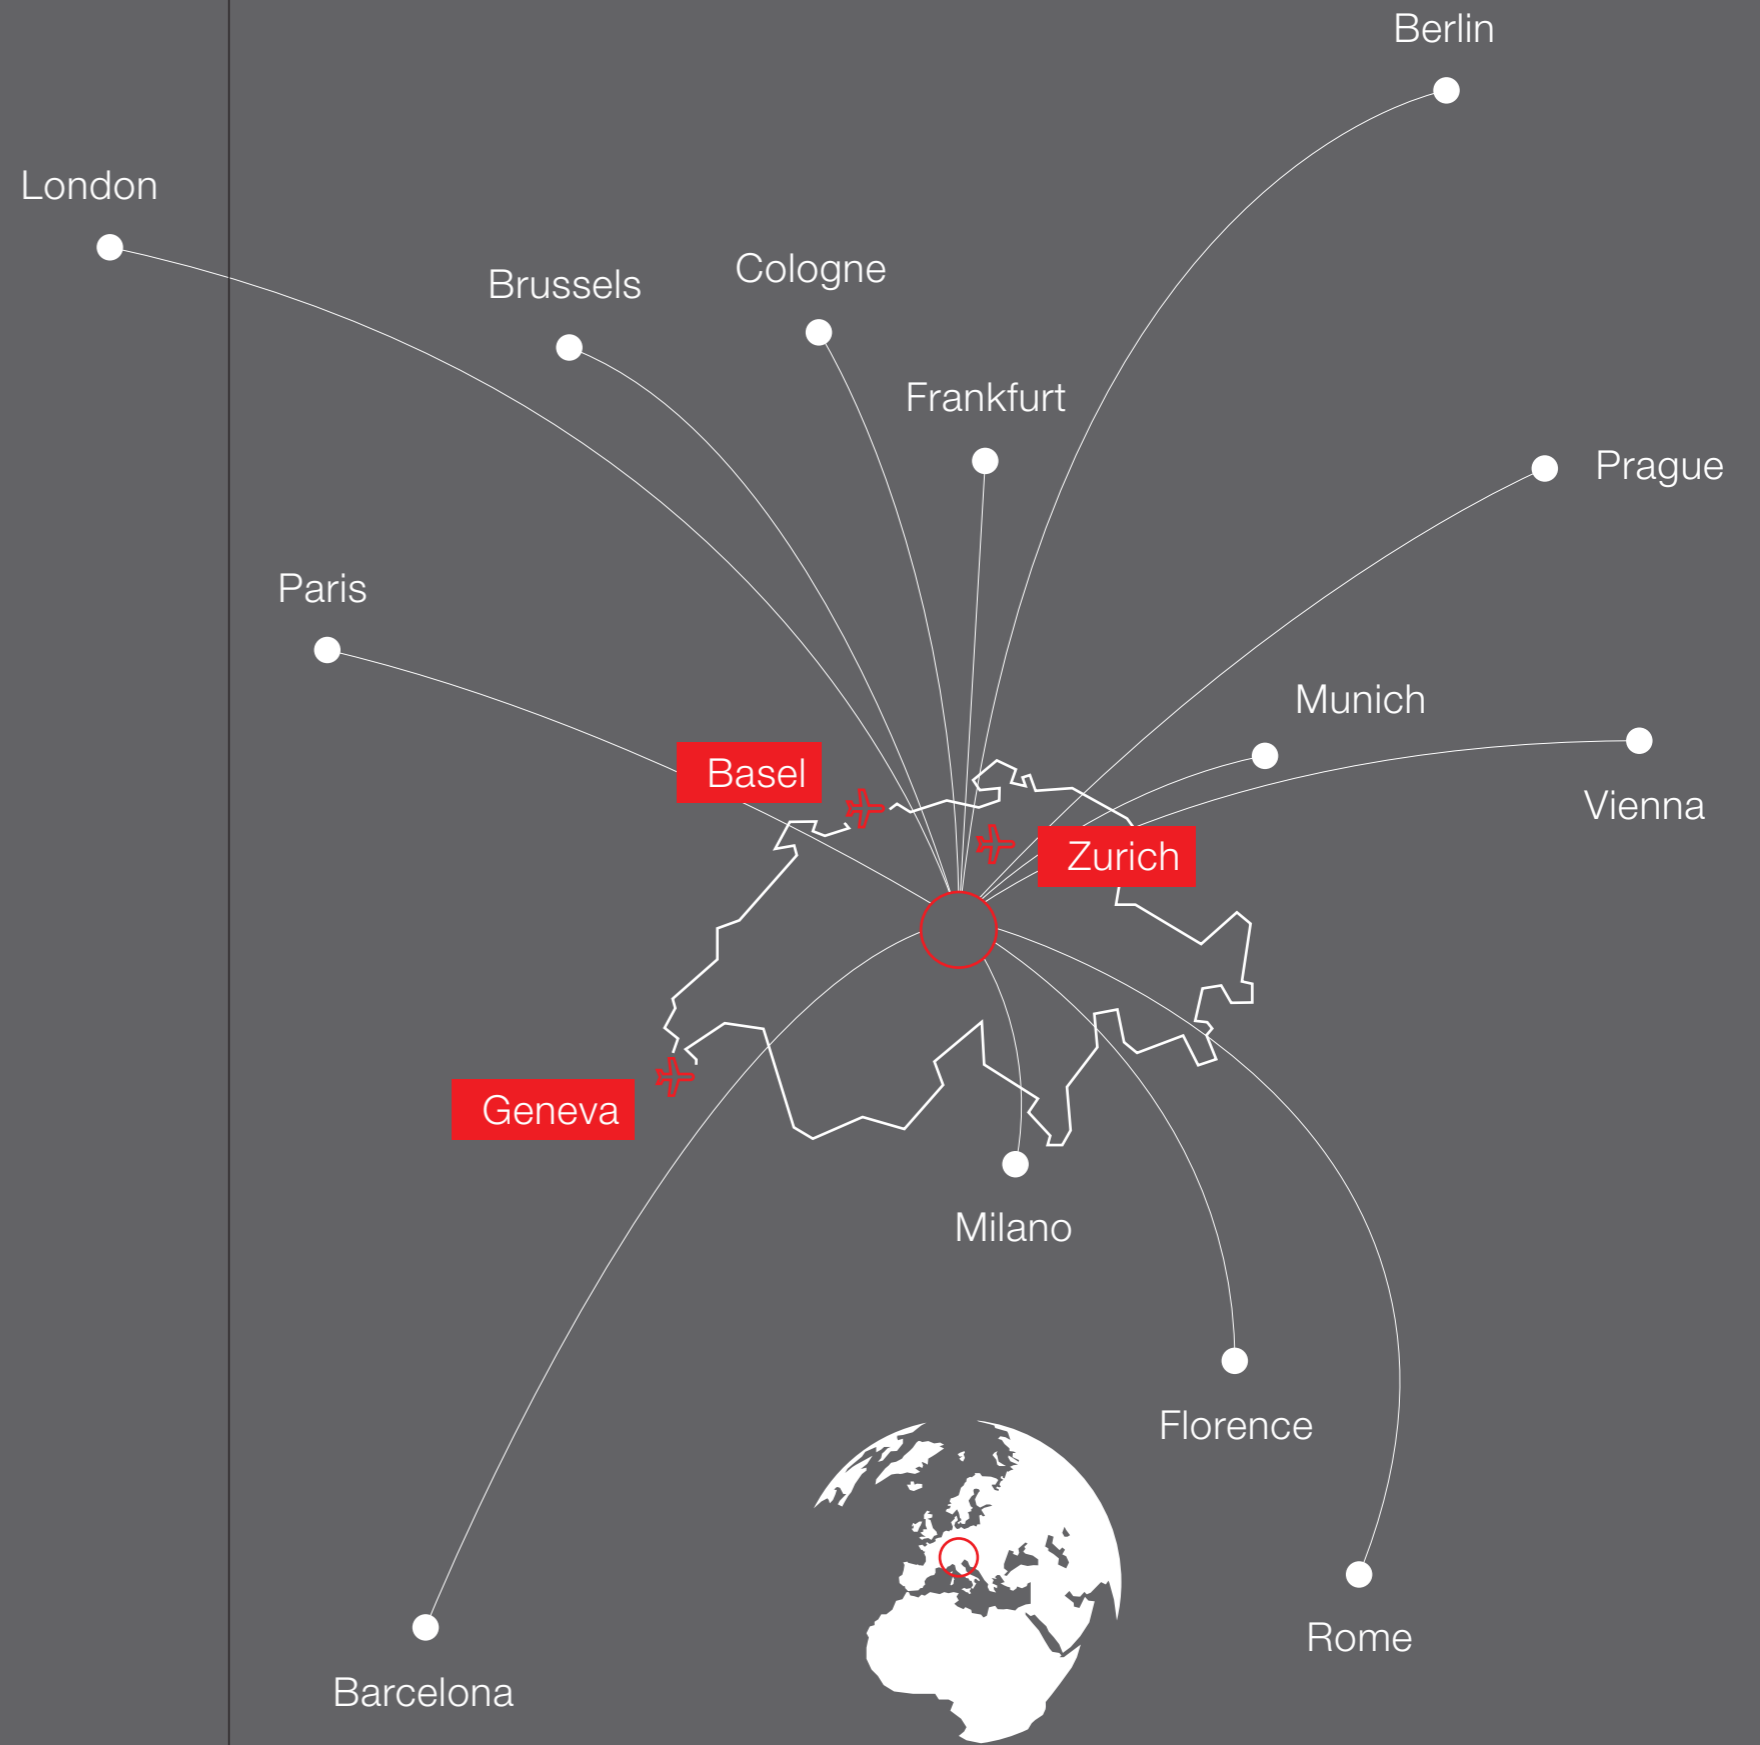 Berlin
London
Cologne
Brussels
Frankfurt
Prague
Paris
Munich
Basel
Vienna
Zurich
Geneva
Milano
Florence
Rome
Barcelona